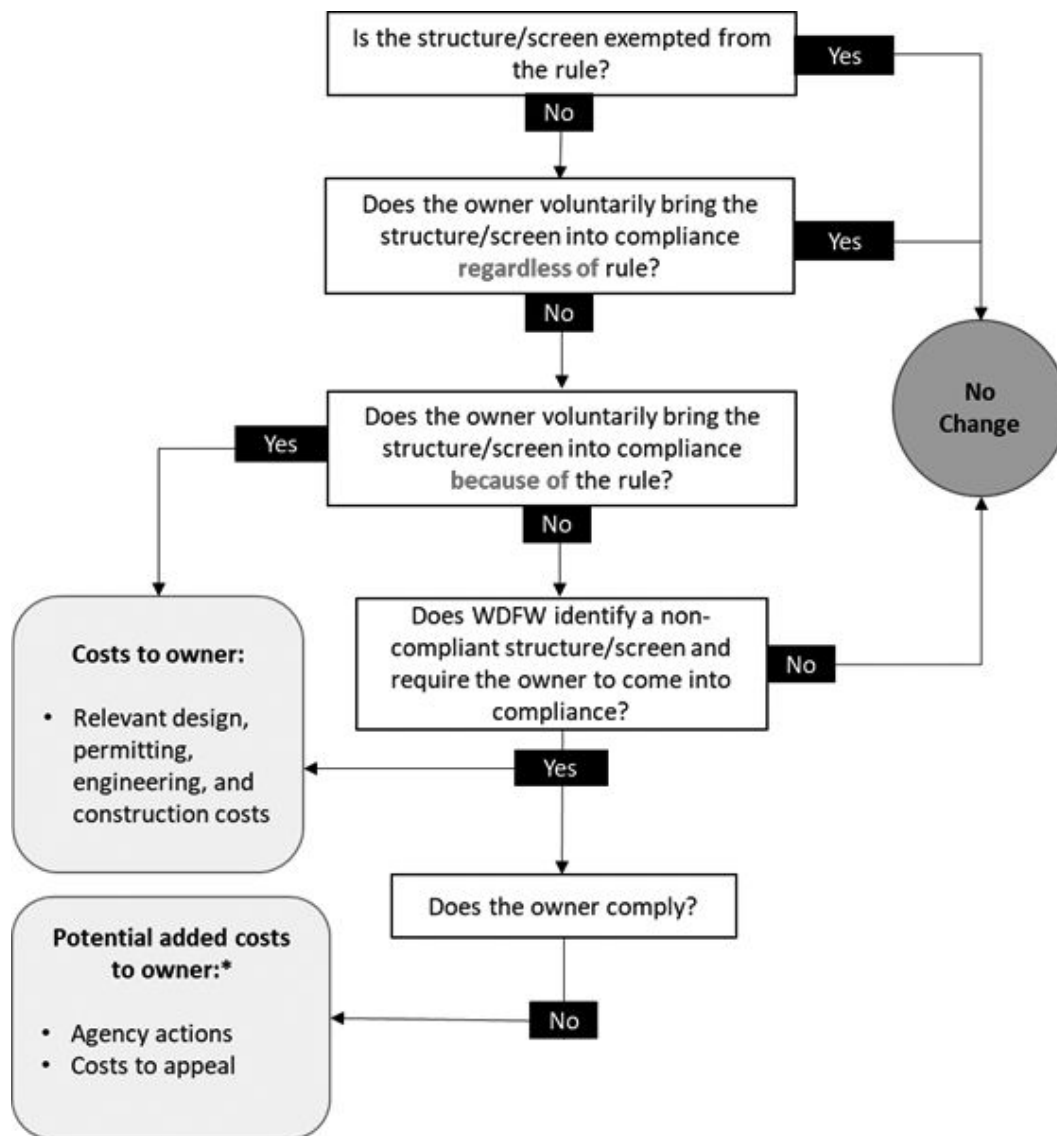 Is the structure/screen exempted from
the rule?
Yes
No
Does the owner voluntarily bring the
structure/screen into compliance
regardless of rule?
Yes
No
No
Change
Does the owner voluntarily bring the
structure/screen into compliance
because of the rule?
Yes
No
Does WDFW identify a non-
compliant structure/screen and
require the owner to come into
compliance?
No
Yes
Costs to owner:
• Relevant design,
permitting,
engineering, and
construction costs
Does the owner comply?
No
Potential added costs
to owner:*
• Agency actions
• Costs to appeal